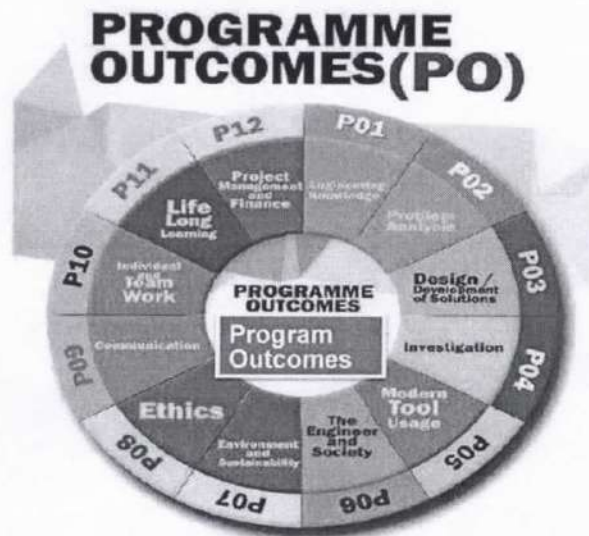 PROGRAMME
OUTCOMES(PO)
P01
Engineering
Knowledge
P02
Problem
Analysis
P03
Design /
Development
of Solutions
P04
Investigation
P05
Modern
Tool
Usage
P06
The
Engineer
and
Society
P07
Environment and
Sustainability
P08
Ethics
P09
Communication
P10
Individual
and
Team
Work
P11
Life
Long
Learning
P12
Project
Management
and
Finance
PROGRAMME
OUTCOMES
Program
Outcomes